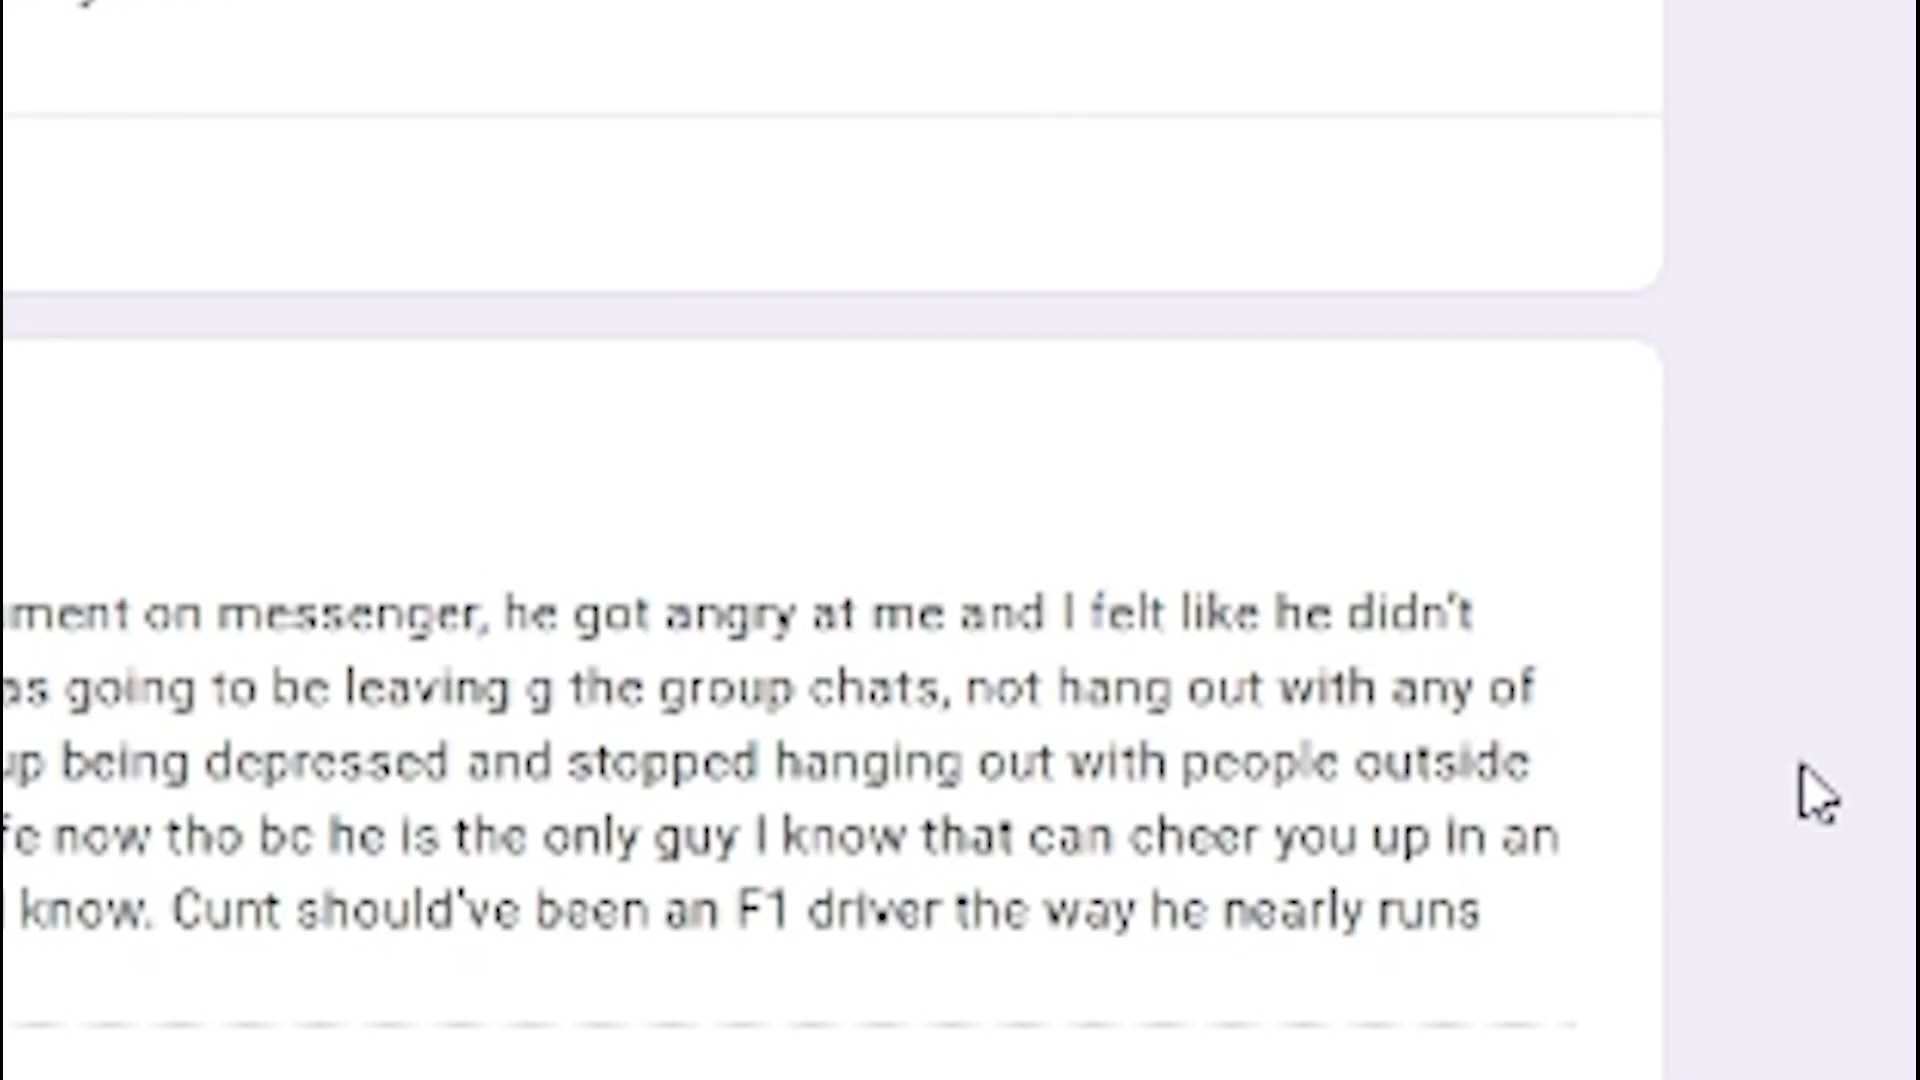 ment on messenger, he got angry at me and I felt like he didn't
as going to be leaving g the group chats, not hang out with any of
up being depressed and stopped hanging out with people outside
fe now tho bc he is the only guy I know that can cheer you up in an
I know. Cunt should've been an F1 driver the way he nearly runs